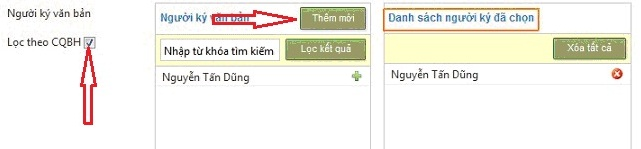 Người ký văn bản
Lọc theo CQBH
Người ký văn bản
Thêm mới
Nhập từ khóa tìm kiếm
Lọc kết quả
Nguyễn Tấn Dũng
Danh sách người ký đã chọn
Xóa tất cả
Nguyễn Tấn Dũng